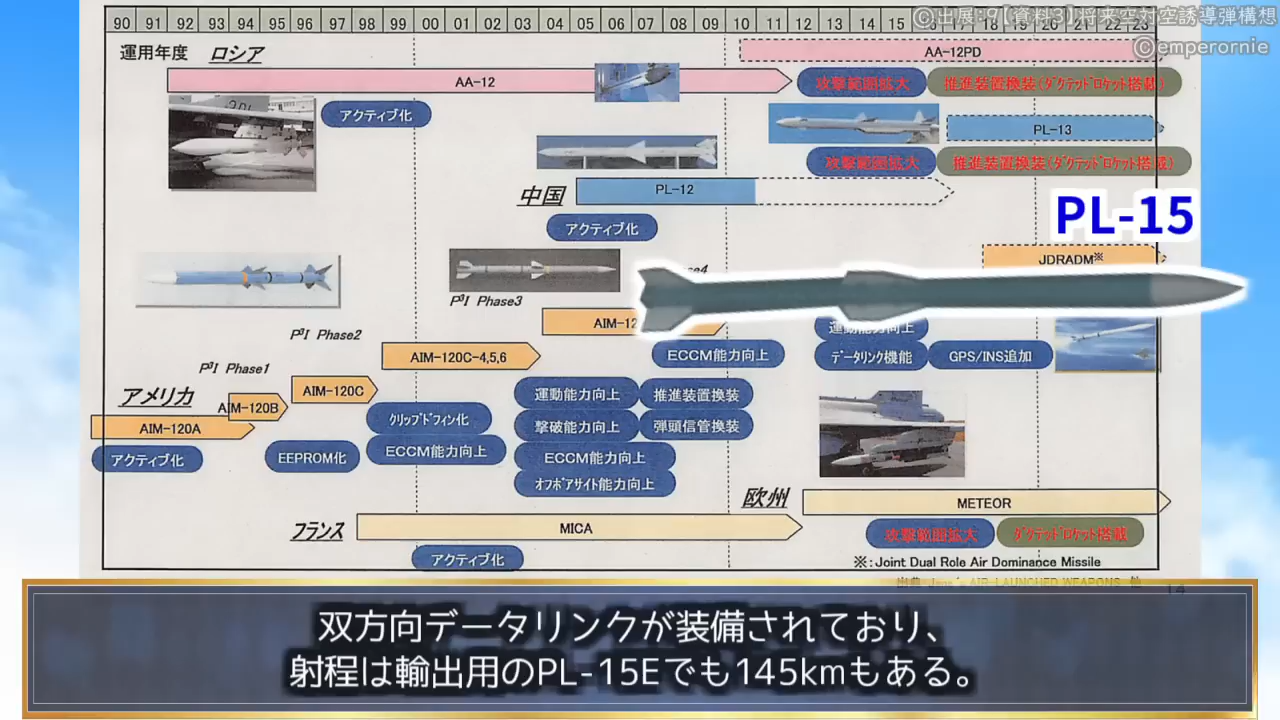 90 91 92 93 94 95 96 97 98 99 00 01 02 03 04 05 06 07 08 09 10 11 12 13 14 15 16 17 18 19 20 21 22 23
©出展:9【資料3】将来空対空誘導弾構想
©emperornie
運用年度 ロシア
AA-12PD
AA-12
攻撃範囲拡大 推進装置換装(ダクテッドロケット搭載)
アクティブ化
PL-13
攻撃範囲拡大 推進装置換装(ダクテッドロケット搭載)
中国 PL-12
PL-15
アクティブ化
JDRADM※
P³I Phase3
AIM-12
運動能力向上
P³I Phase2
AIM-120C-4,5,6
ECCM能力向上 データリンク機能 GPS/INS追加
P³I Phase1
AIM-120C
アメリカ
AIM-120B
運動能力向上 推進装置換装
クリップドフィン化
AIM-120A
撃破能力向上 弾頭信管換装
アクティブ化 EEPROM化 ECCM能力向上
ECCM能力向上
オフボアサイト能力向上
欧州
METEOR
フランス MICA
攻撃範囲拡大 ダクテッドロケット搭載
アクティブ化
※:Joint Dual Role Air Dominance Missile
出典 Jane's AIR-LAUNCHED WEAPONS 他
14
双方向データリンクが装備されており、
射程は輸出用のPL-15Eでも145kmもある。